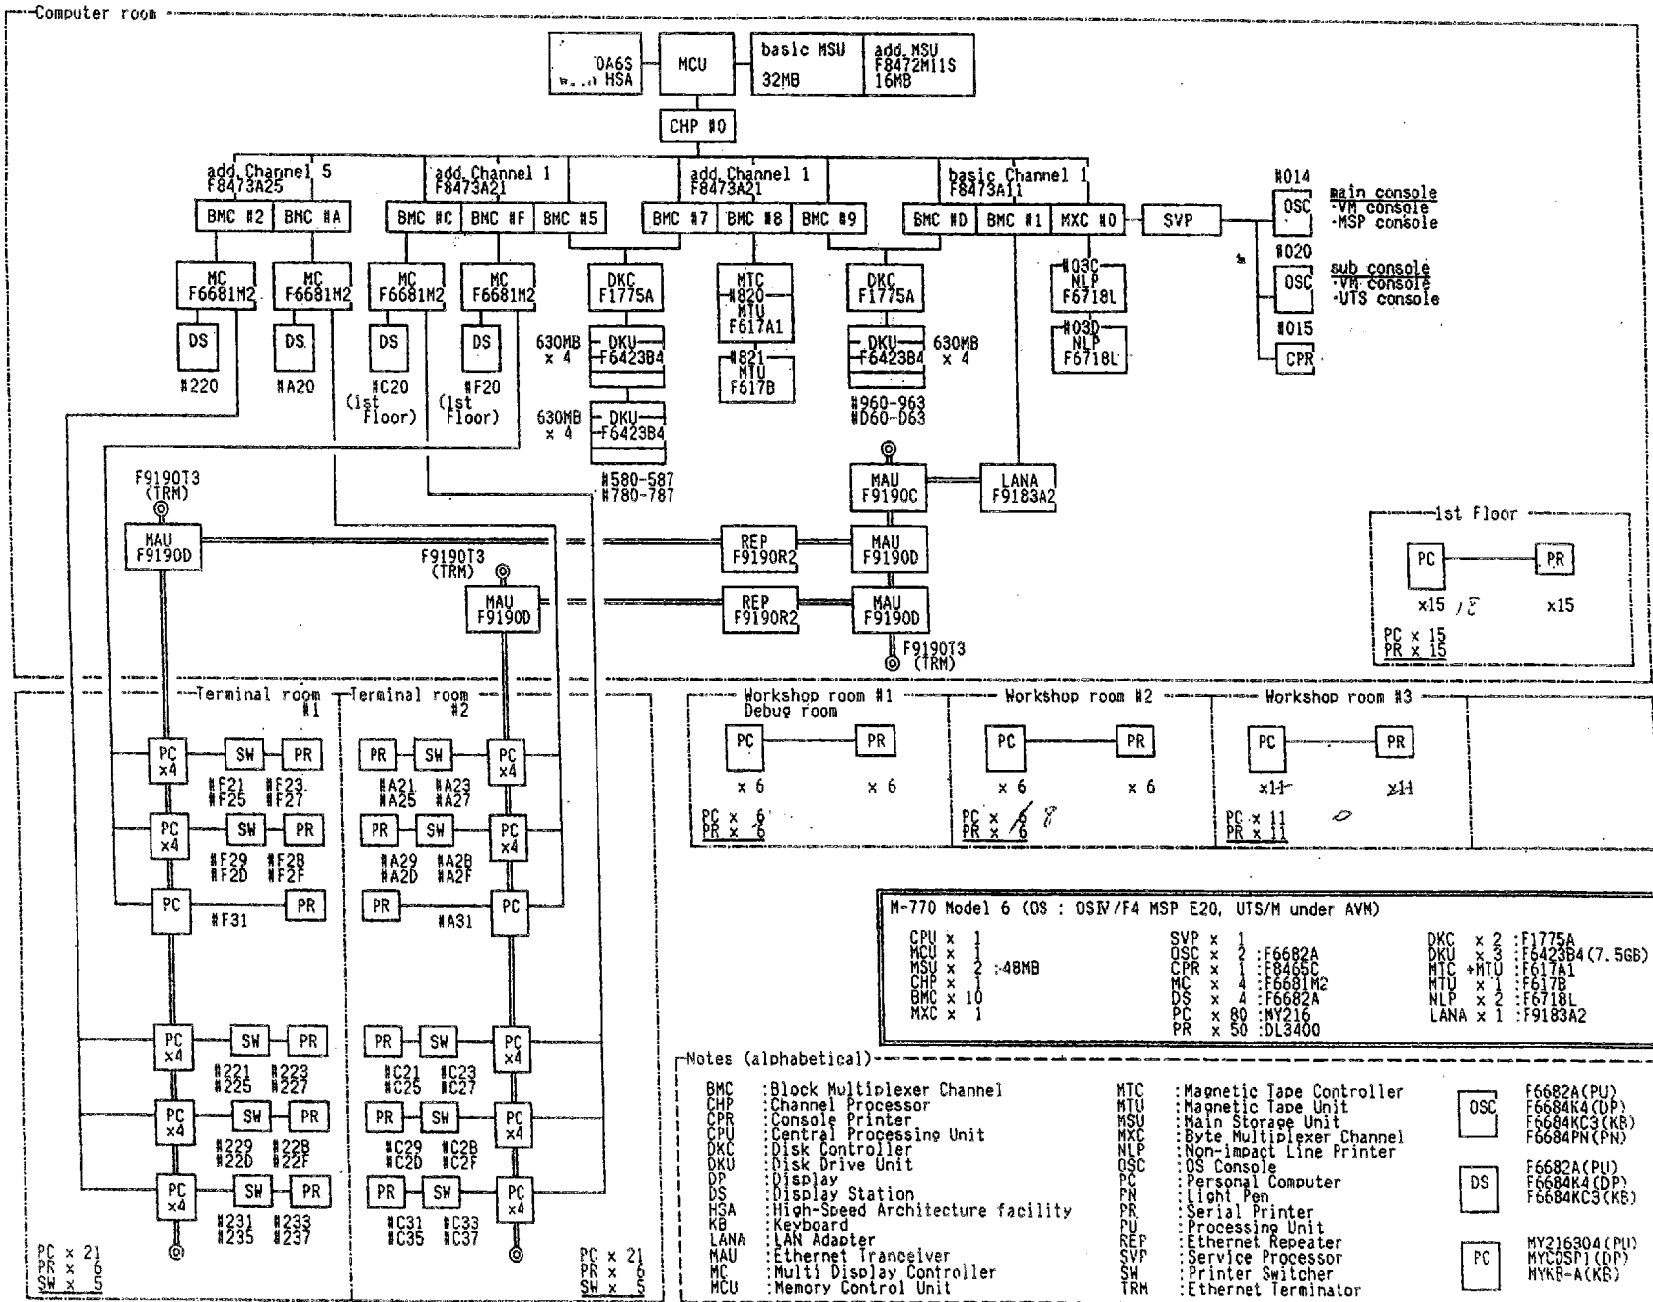 Computer room
0A6S
HSA
MCU
basic MSU
32MB
add. MSU
F8472M11S
16MB
CHP #0
add. Channel 5
F8473A25
add. Channel 1
F8473A21
add. Channel 1
F8473A21
basic Channel 1
F8473A11
BMC #2
BMC #A
BMC #C
BMC #F
BMC #5
BMC #7
BMC #8
BMC #9
BMC #D
BMC #1
MXC #0
SVP
#014
OSC
main console
·VM console
·MSP console
#020
OSC
sub console
·VM console
·UTS console
#015
CPR
MC
F6681M2
MC
F6681M2
MC
F6681M2
MC
F6681M2
DKC
F1775A
MTC
#820
MTU
F617A1
DKC
F1775A
#03C
NLP
F6718L
DS
#220
DS
#A20
DS
#C20
(1st
Floor)
DS
#F20
(1st
Floor)
630MB
x 4
DKU
F6423B4
630MB
x 4
DKU
F6423B4
#580-587
#780-787
#821
MTU
F617B
DKU
F6423B4
630MB
x 4
#960-963
#D60-D63
#03D
NLP
F6718L
F9190T3
(TRM)
MAU
F9190D
MAU
F9190C
LANA
F9183A2
REP
F9190R2
MAU
F9190D
F9190T3
(TRM)
MAU
F9190D
REP
F9190R2
MAU
F9190D
F9190T3
(TRM)
1st Floor
PC
PR
x15
x15
PC x 15
PR x 15
Terminal room
#1
PC
x4
SW
PR
#F21 #F23
#F25 #F27
PC
x4
SW
PR
#F29 #F2B
#F2D #F2F
PC
PR
#F31
PC
x4
SW
PR
#221 #223
#225 #227
PC
x4
SW
PR
#229 #22B
#22D #22F
PC
x4
SW
PR
#231 #233
#235 #237
PC x 21
PR x 6
SW x 5
Terminal room
#2
PR
SW
PC
x4
#A21 #A23
#A25 #A27
PR
SW
PC
x4
#A29 #A2B
#A2D #A2F
PR
PC
#A31
PR
SW
PC
x4
#C21 #C23
#C25 #C27
PR
SW
PC
x4
#C29 #C2B
#C2D #C2F
PR
SW
PC
x4
#C31 #C33
#C35 #C37
PC x 21
PR x 6
SW x 5
Workshop room #1
Debug room
PC
PR
x 6
x 6
PC x 6
PR x 6
Workshop room #2
PC
PR
x 6
x 6
PC x 6
PR x 6
8
Workshop room #3
PC
PR
x11
x11
PC x 11
PR x 11
M-770 Model 6 (OS : OSIV/F4 MSP E20, UTS/M under AVM)
CPU x 1
MCU x 1
MSU x 2 :48MB
CHP x 1
BMC x 10
MXC x 1
SVP x 1
OSC x 2 :F6682A
CPR x 1 :F8465C
MC x 4 :F6681M2
DS x 4 :F6682A
PC x 80 :MY216
PR x 50 :DL3400
DKC x 2 :F1775A
DKU x 3 :F6423B4(7.5GB)
MTC +MTU :F617A1
MTU x 1 :F617B
NLP x 2 :F6718L
LANA x 1 :F9183A2
Notes (alphabetical)
BMC :Block Multiplexer Channel
CHP :Channel Processor
CPR :Console Printer
CPU :Central Processing Unit
DKC :Disk Controller
DKU :Disk Drive Unit
DP :Display
DS :Display Station
HSA :High-Speed Architecture facility
KB :Keyboard
LANA :LAN Adapter
MAU :Ethernet Tranceiver
MC :Multi Display Controller
MCU :Memory Control Unit
MTC :Magnetic Tape Controller
MTU :Magnetic Tape Unit
MSU :Main Storage Unit
MXC :Byte Multiplexer Channel
NLP :Non-impact Line Printer
OSC :OS Console
PC :Personal Computer
PN :Light Pen
PR :Serial Printer
PU :Processing Unit
REP :Ethernet Repeater
SVP :Service Processor
SW :Printer Switcher
TRM :Ethernet Terminator
OSC
F6682A(PU)
F6684K4(DP)
F6684KC3(KB)
F6684PN(PN)
DS
F6682A(PU)
F6684K4(DP)
F6684KC3(KB)
PC
MY216304(PU)
MYCDSP1(DP)
MYKB-A(KB)